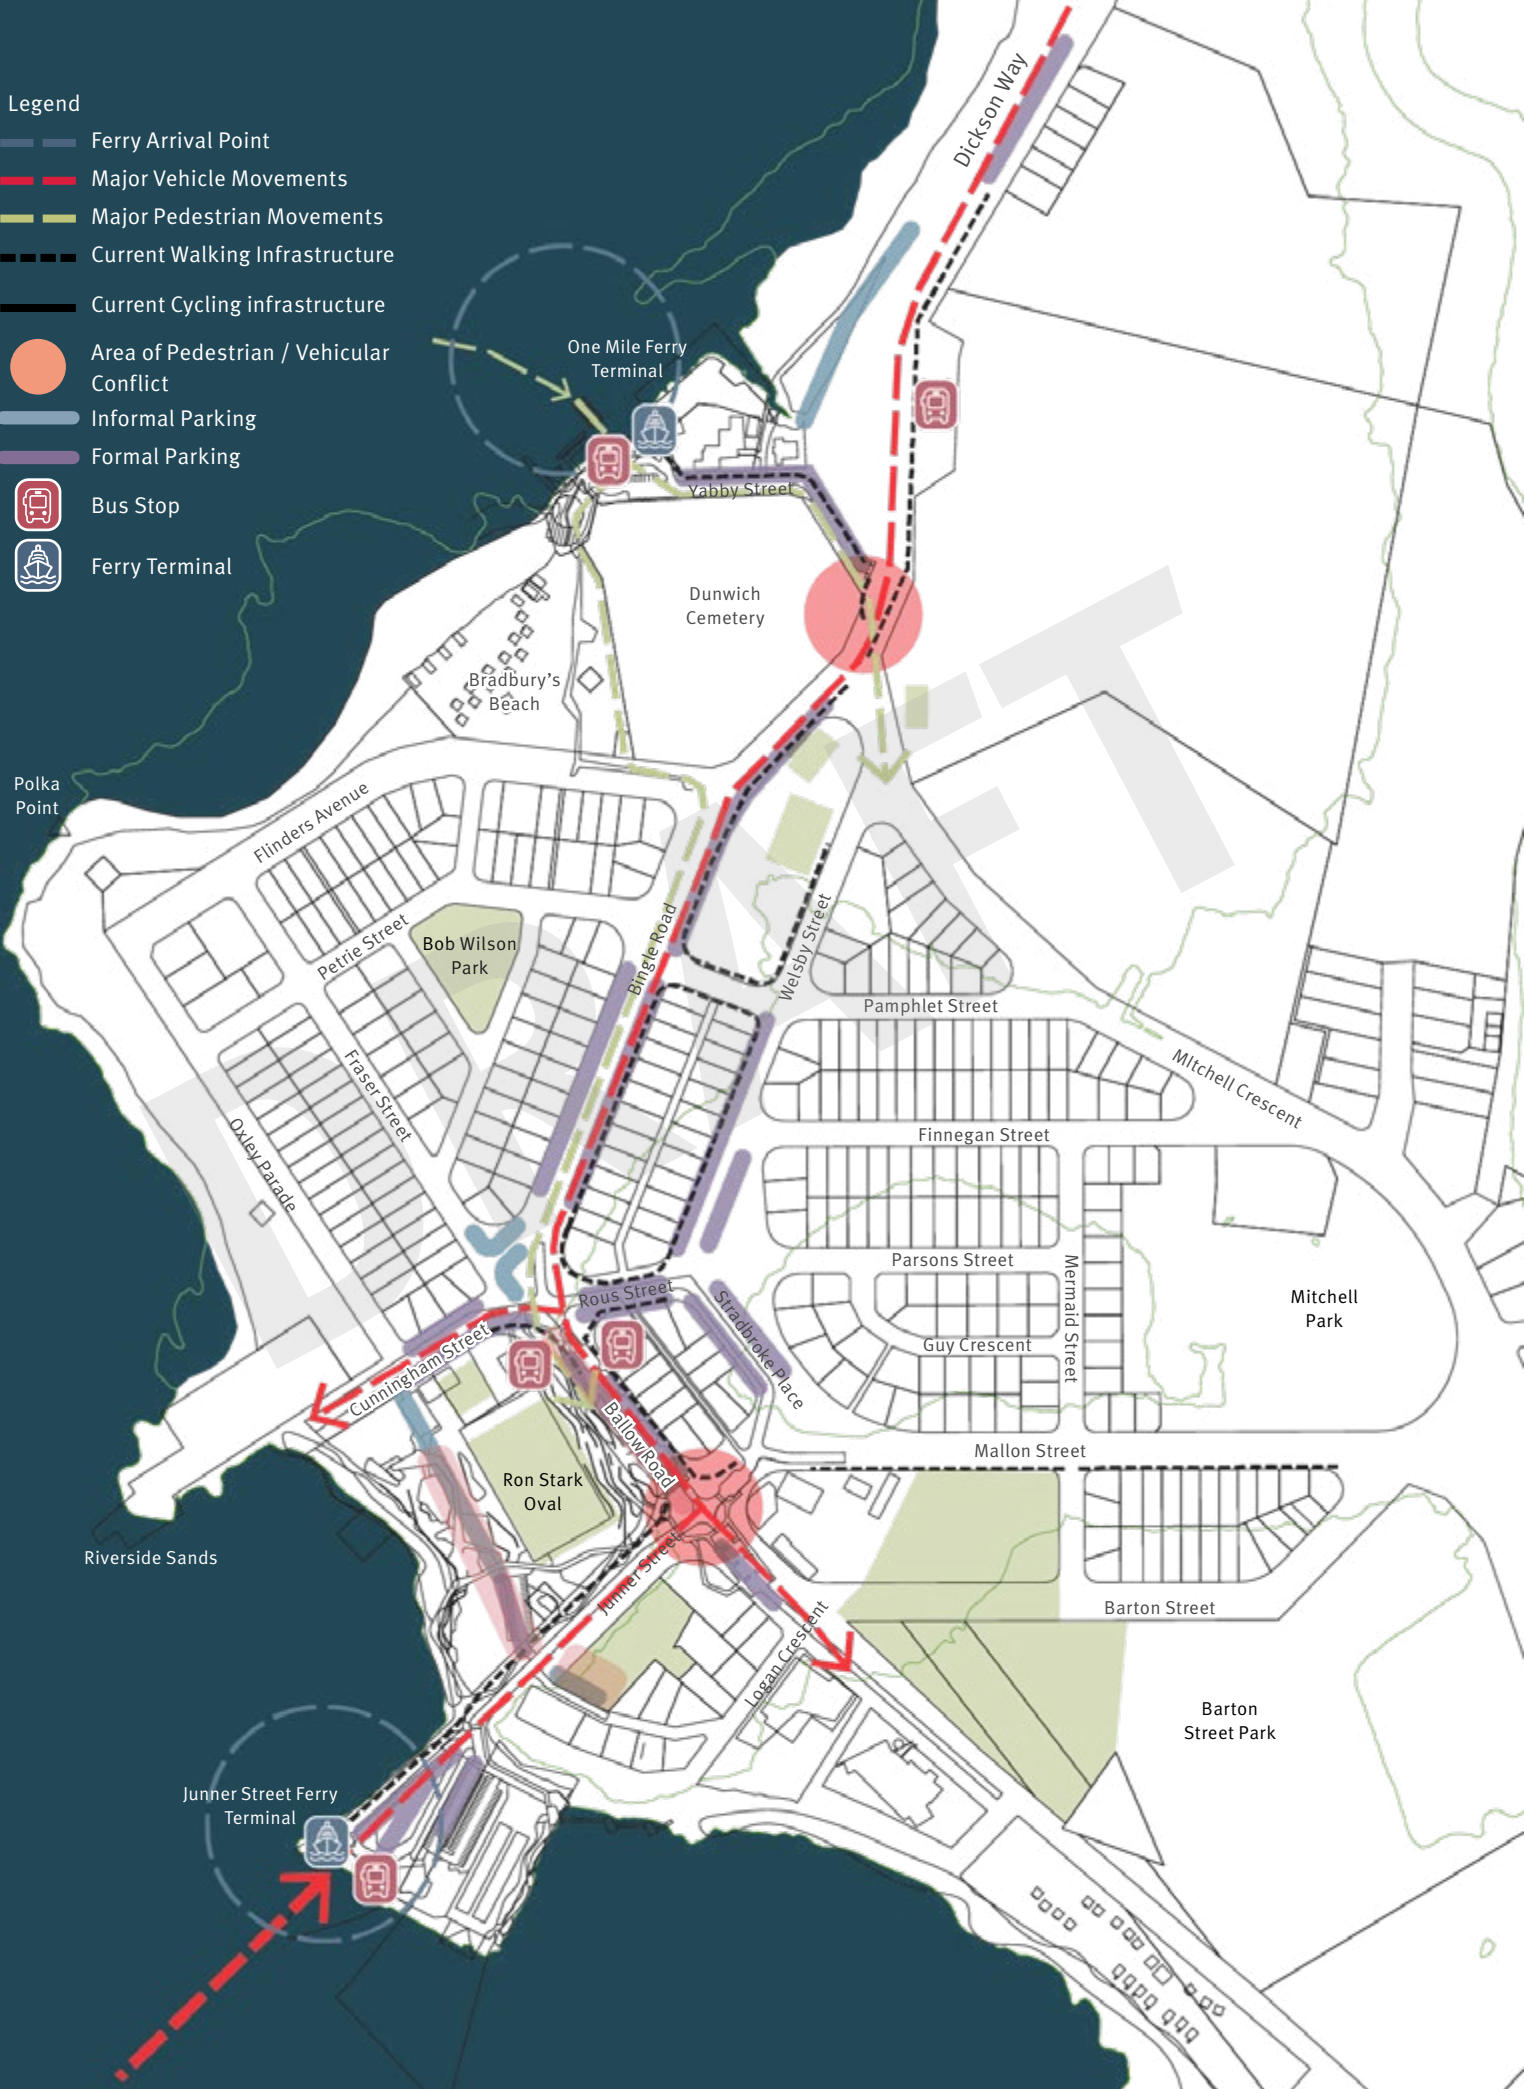 Legend
Ferry Arrival Point
Major Vehicle Movements
Major Pedestrian Movements
Current Walking Infrastructure
Current Cycling infrastructure
Area of Pedestrian / Vehicular
Conflict
Informal Parking
Formal Parking
Bus Stop
Ferry Terminal
Dickson Way
One Mile Ferry
Terminal
Yabby Street
Dunwich
Cemetery
Bradbury's
Beach
Polka
Point
Flinders Avenue
Petrie Street
Bob Wilson
Park
Bingle Road
Welsby Street
Pamphlet Street
MItchell Crescent
Fraser Street
Oxley Parade
Finnegan Street
Parsons Street
Mermaid Street
Mitchell
Park
Rous Street
Stradbroke Place
Guy Crescent
Cunningham Street
Ballow Road
Mallon Street
Ron Stark
Oval
Riverside Sands
Junner Street
Logan Crescent
Barton Street
Barton
Street Park
Junner Street Ferry
Terminal
DRAFT